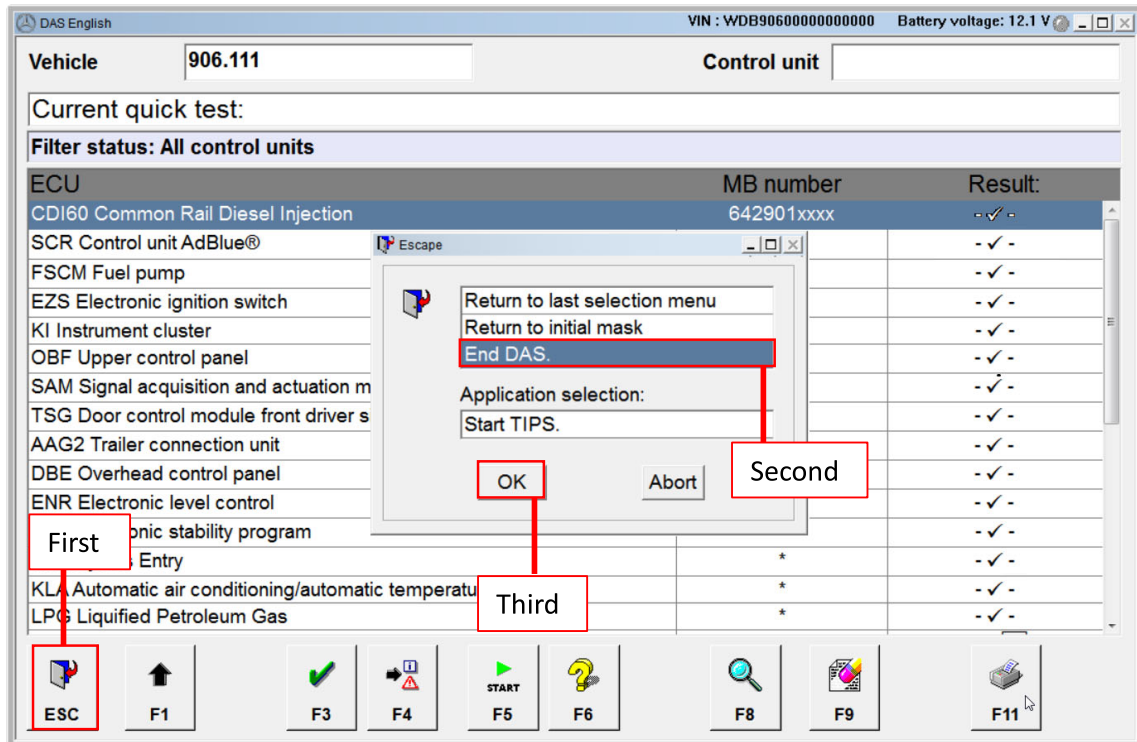 DAS English VIN : WDB90600000000000 Battery voltage: 12.1 V
Vehicle 906.111 Control unit
Current quick test:
Filter status: All control units
ECU MB number Result:
CDI60 Common Rail Diesel Injection 642901xxxx - ✓ -
SCR Control unit AdBlue® - ✓ -
FSCM Fuel pump - ✓ -
EZS Electronic ignition switch - ✓ -
KI Instrument cluster - ✓ -
OBF Upper control panel - ✓ -
SAM Signal acquisition and actuation m - ✓ -
TSG Door control module front driver s - ✓ -
AAG2 Trailer connection unit - ✓ -
DBE Overhead control panel - ✓ -
ENR Electronic level control - ✓ -
onic stability program - ✓ -
Entry * - ✓ -
KLA Automatic air conditioning/automatic temperatu * - ✓ -
LPG Liquified Petroleum Gas * - ✓ -
Escape
Return to last selection menu
Return to initial mask
End DAS.
Application selection:
Start TIPS.
OK Abort
First
Second
Third
START
ESC F1 F3 F4 F5 F6 F8 F9 F11